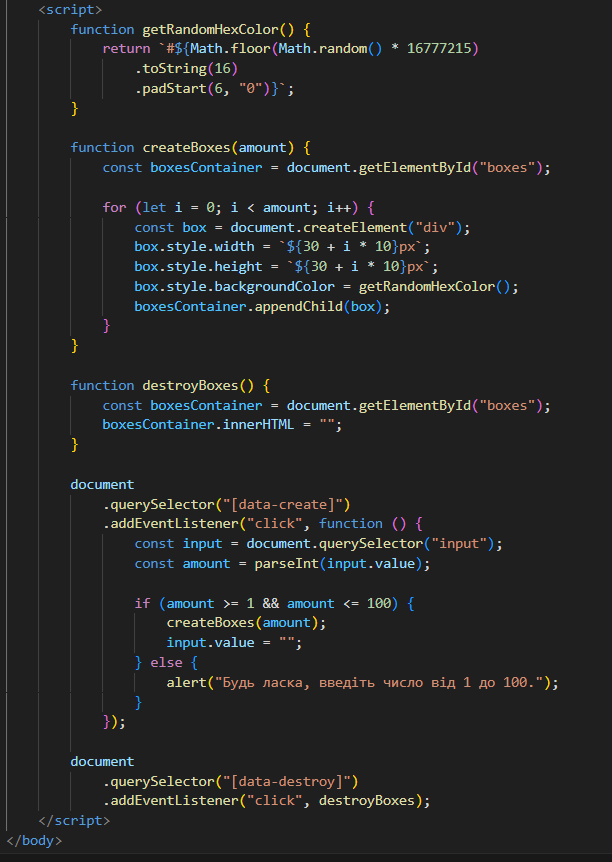 <script>
function getRandomHexColor() {
return `#${Math.floor(Math.random() * 16777215)
.toString(16)
.padStart(6, "0")}`;
}
function createBoxes(amount) {
const boxesContainer = document.getElementById("boxes");
for (let i = 0; i < amount; i++) {
const box = document.createElement("div");
box.style.width = `${30 + i * 10}px`;
box.style.height = `${30 + i * 10}px`;
box.style.backgroundColor = getRandomHexColor();
boxesContainer.appendChild(box);
}
}
function destroyBoxes() {
const boxesContainer = document.getElementById("boxes");
boxesContainer.innerHTML = "";
}
document
.querySelector("[data-create]")
.addEventListener("click", function () {
const input = document.querySelector("input");
const amount = parseInt(input.value);
if (amount >= 1 && amount <= 100) {
createBoxes(amount);
input.value = "";
} else {
alert("Будь ласка, введіть число від 1 до 100.");
}
});
document
.querySelector("[data-destroy]")
.addEventListener("click", destroyBoxes);
</script>
</body>